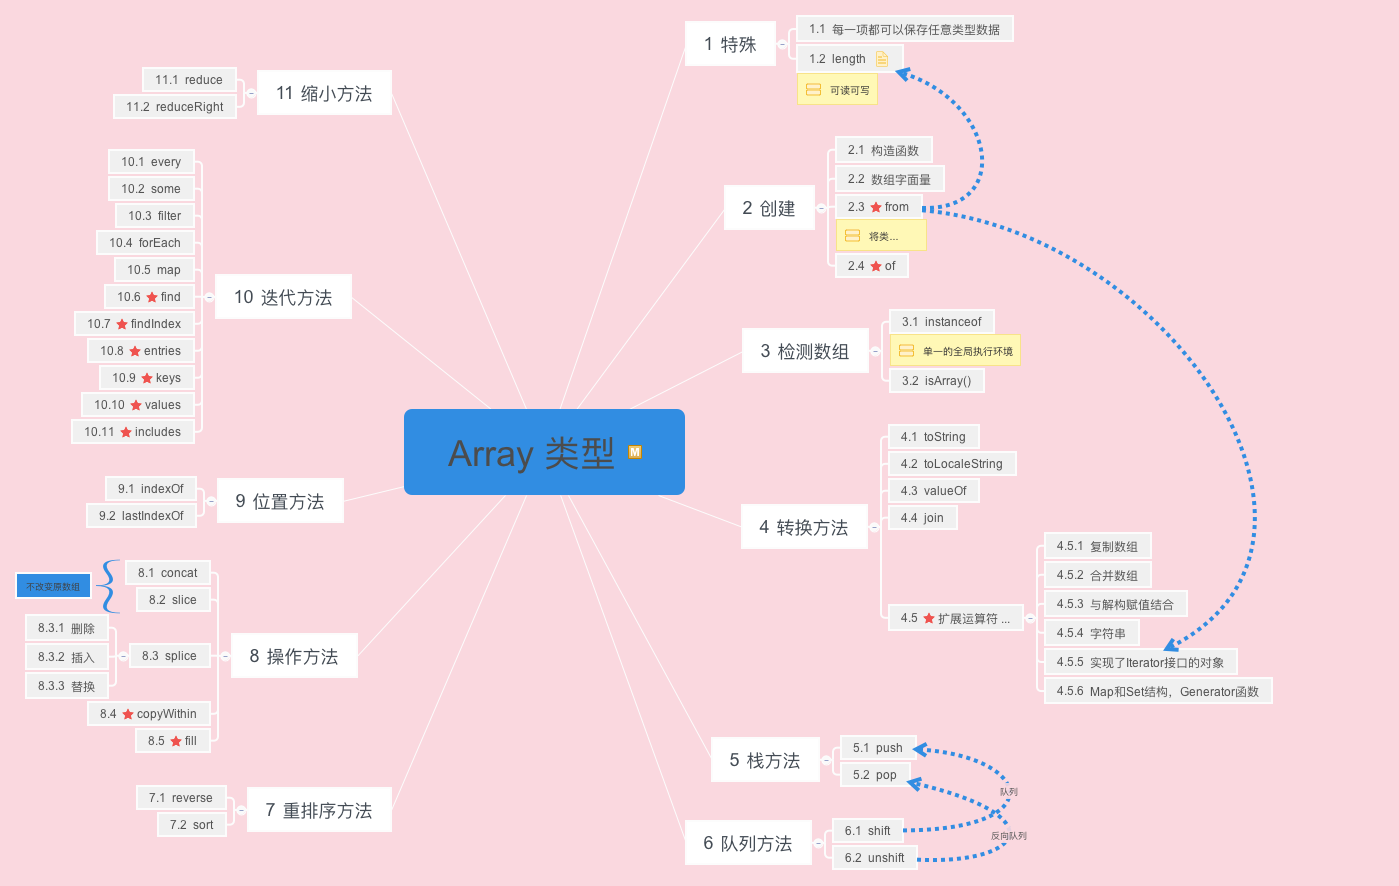 Array 类型 M
1 特殊
1.1 每一项都可以保存任意类型数据
1.2 length
可读可写
2 创建
2.1 构造函数
2.2 数组字面量
2.3 from
将类...
2.4 of
3 检测数组
3.1 instanceof
单一的全局执行环境
3.2 isArray()
4 转换方法
4.1 toString
4.2 toLocaleString
4.3 valueOf
4.4 join
4.5 扩展运算符 ...
4.5.1 复制数组
4.5.2 合并数组
4.5.3 与解构赋值结合
4.5.4 字符串
4.5.5 实现了Iterator接口的对象
4.5.6 Map和Set结构，Generator函数
5 栈方法
5.1 push
5.2 pop
队列
6 队列方法
6.1 shift
6.2 unshift
反向队列
7 重排序方法
7.1 reverse
7.2 sort
8 操作方法
8.1 concat
8.2 slice
不改变原数组
8.3 splice
8.3.1 删除
8.3.2 插入
8.3.3 替换
8.4 copyWithin
8.5 fill
9 位置方法
9.1 indexOf
9.2 lastIndexOf
10 迭代方法
10.1 every
10.2 some
10.3 filter
10.4 forEach
10.5 map
10.6 find
10.7 findIndex
10.8 entries
10.9 keys
10.10 values
10.11 includes
11 缩小方法
11.1 reduce
11.2 reduceRight